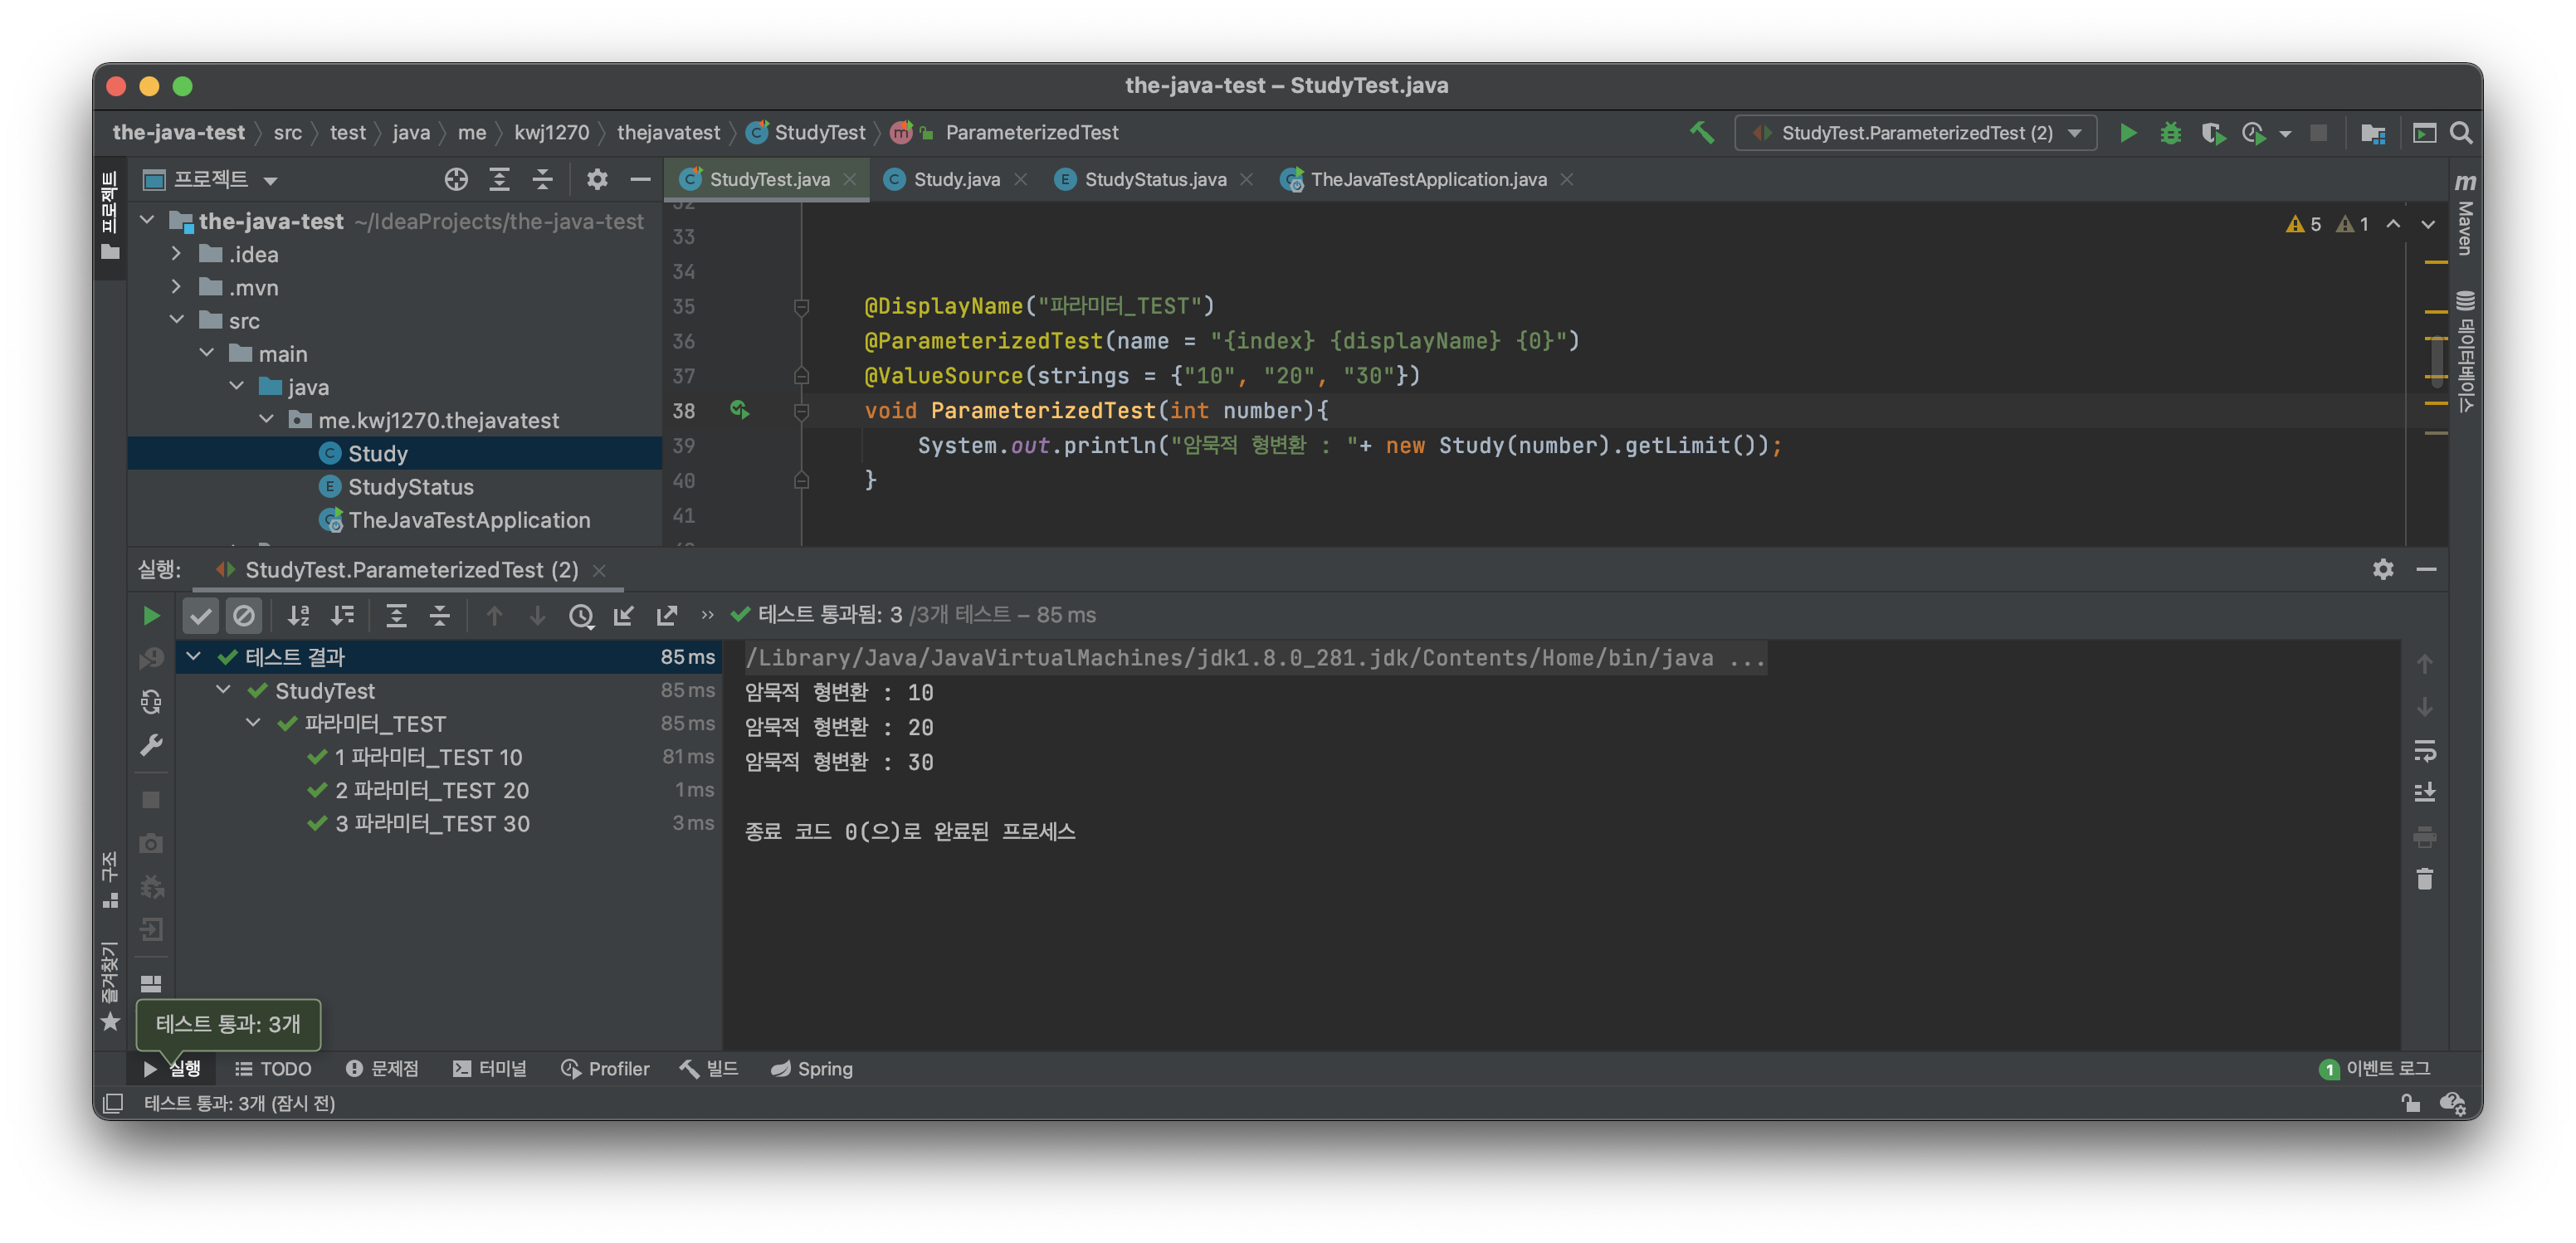 the-java-test – StudyTest.java
the-java-test src test java me kwj1270 thejavatest StudyTest ParameterizedTest
StudyTest.ParameterizedTest (2)
프로젝트
프로젝트
StudyTest.java Study.java StudyStatus.java TheJavaTestApplication.java
the-java-test ~/IdeaProjects/the-java-test
.idea
.mvn
src
main
java
me.kwj1270.thejavatest
Study
StudyStatus
TheJavaTestApplication
5 1
33
34
35 @DisplayName("파라미터_TEST")
36 @ParameterizedTest(name = "{index} {displayName} {0}")
37 @ValueSource(strings = {"10", "20", "30"})
38 void ParameterizedTest(int number){
39 System.out.println("암묵적 형변환 : "+ new Study(number).getLimit());
40 }
41
Maven
데이터베이스
실행: StudyTest.ParameterizedTest (2)
테스트 통과됨: 3 /3개 테스트 – 85 ms
테스트 결과 85 ms
StudyTest 85 ms
파라미터_TEST 85 ms
1 파라미터_TEST 10 81 ms
2 파라미터_TEST 20 1 ms
3 파라미터_TEST 30 3 ms
/Library/Java/JavaVirtualMachines/jdk1.8.0_281.jdk/Contents/Home/bin/java ...
암묵적 형변환 : 10
암묵적 형변환 : 20
암묵적 형변환 : 30
종료 코드 0(으)로 완료된 프로세스
구조
즐겨찾기
테스트 통과: 3개
실행 TODO 문제점 터미널 Profiler 빌드 Spring
1 이벤트 로그
테스트 통과: 3개 (잠시 전)